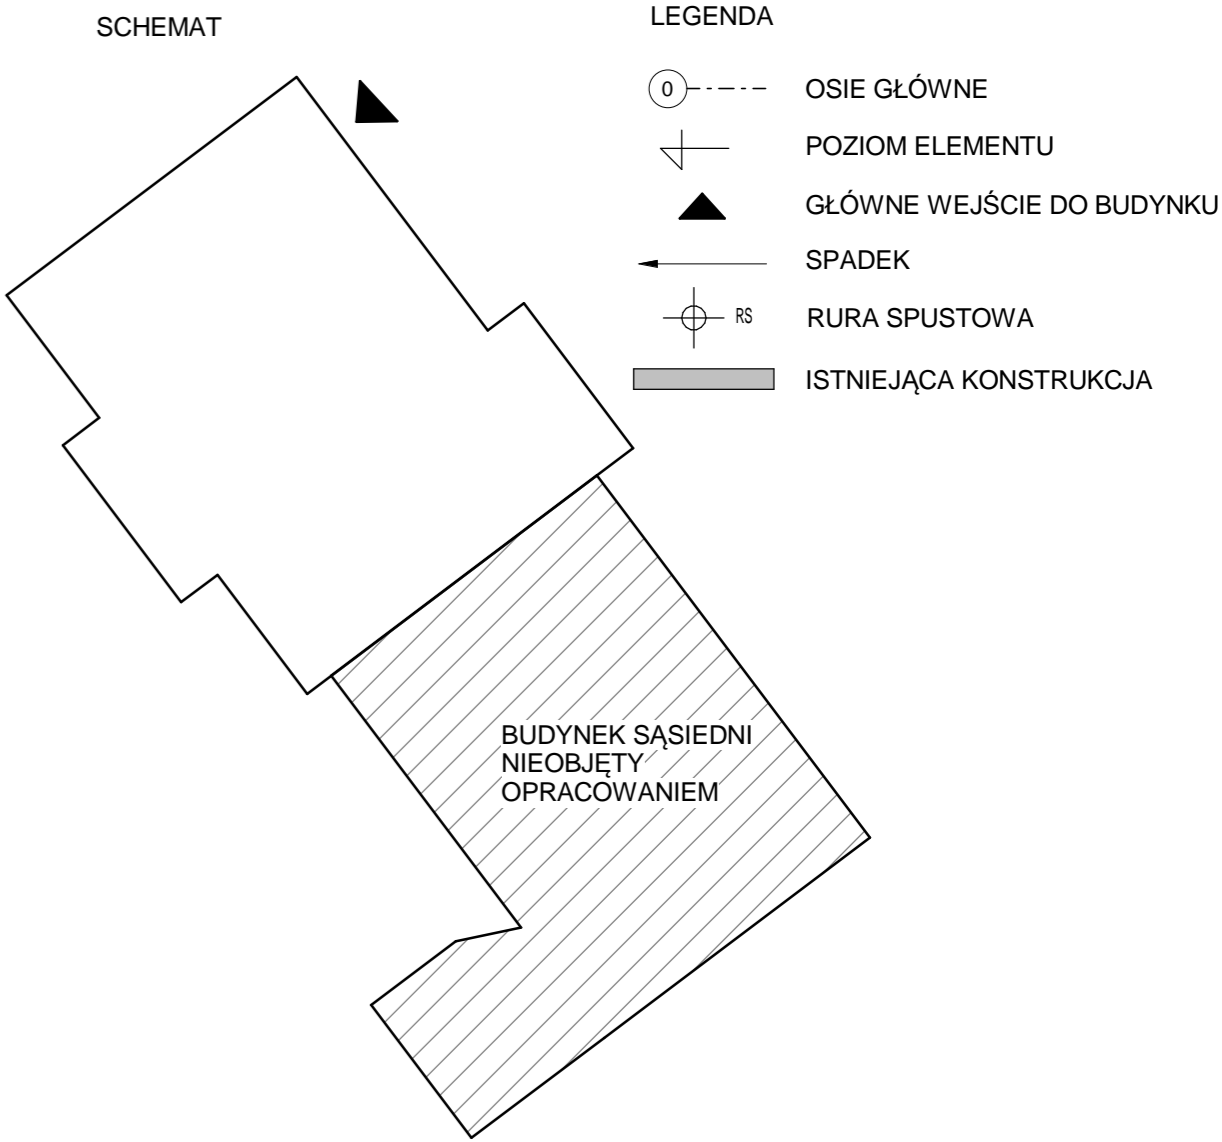 SCHEMAT
LEGENDA
0
OSIE GŁÓWNE
POZIOM ELEMENTU
GŁÓWNE WEJŚCIE DO BUDYNKU
SPADEK
RS
RURA SPUSTOWA
ISTNIEJĄCA KONSTRUKCJA
BUDYNEK SĄSIEDNI
NIEOBJĘTY
OPRACOWANIEM